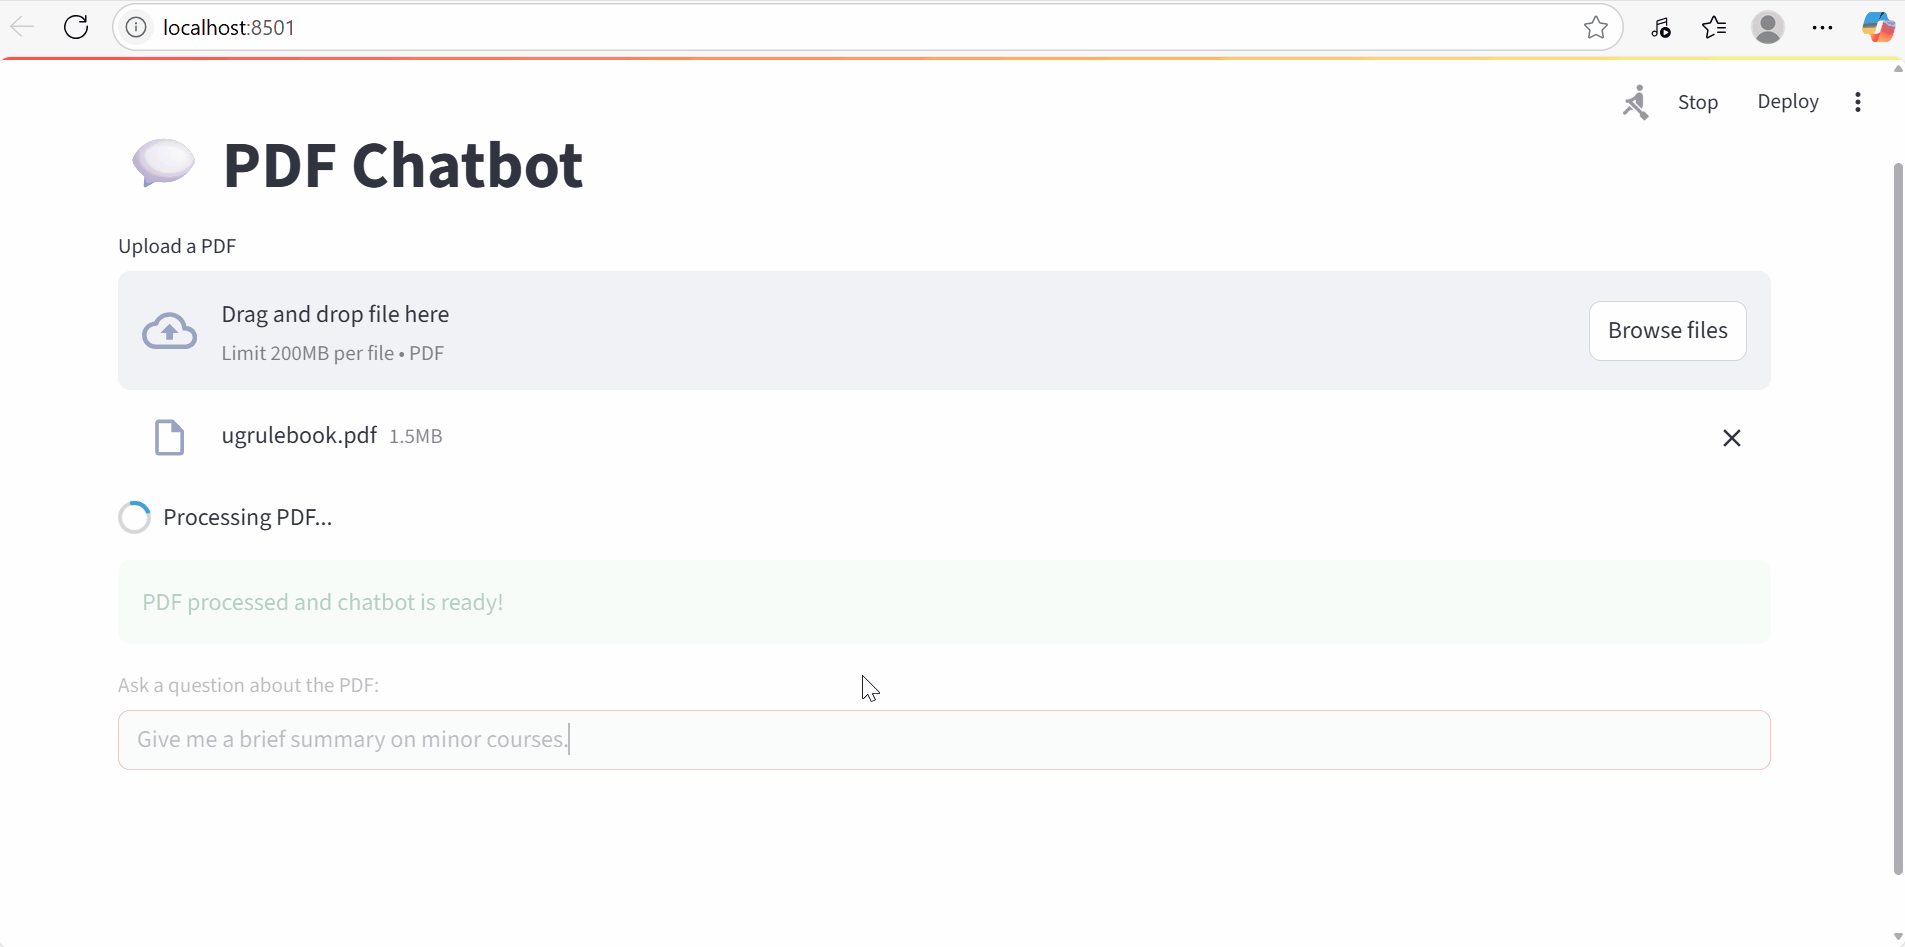 localhost:8501
Stop
Deploy
PDF Chatbot
Upload a PDF
Drag and drop file here
Limit 200MB per file • PDF
Browse files
ugrulebook.pdf 1.5MB
Processing PDF...
PDF processed and chatbot is ready!
Ask a question about the PDF:
Give me a brief summary on minor courses.